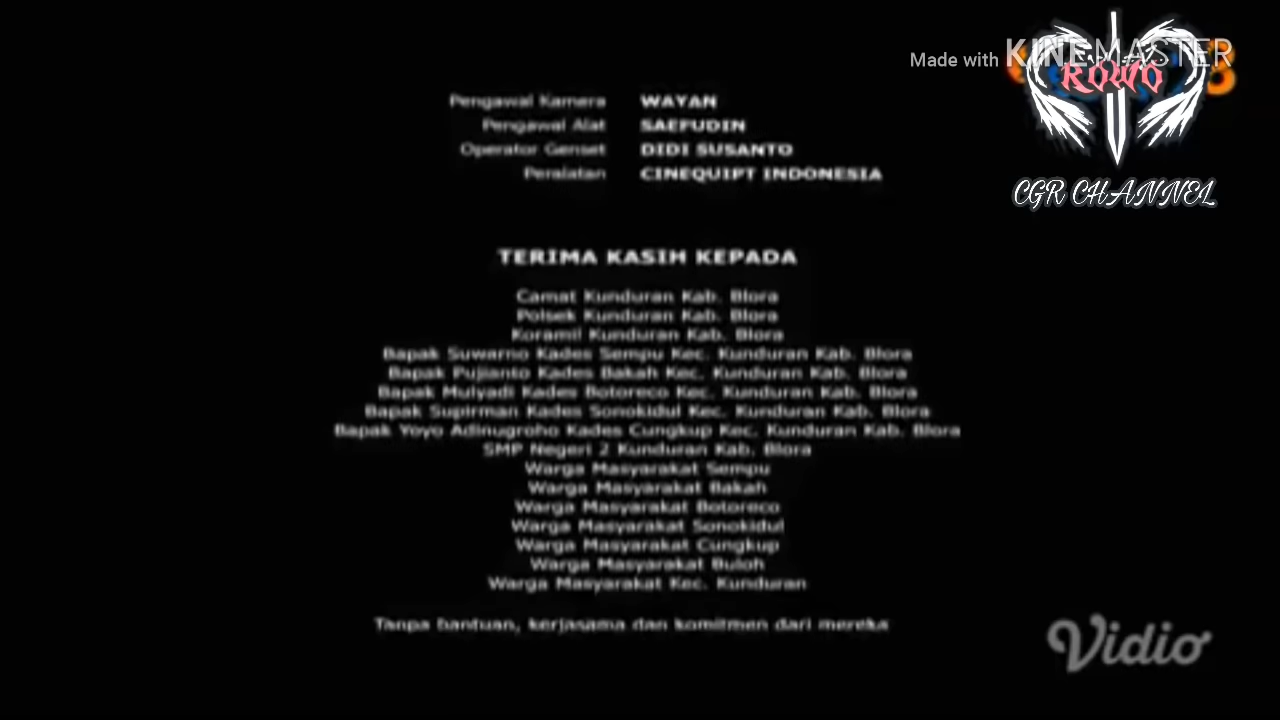 Made with KINEMASTER
ROWO
CGR CHANNEL
Pengawal Kamera WAYAN
Pengawal Alat SAEFUDIN
Operator Genset DIDI SUSANTO
Peralatan CINEQUIPT INDONESIA
TERIMA KASIH KEPADA
Camat Kunduran Kab. Blora
Polsek Kunduran Kab. Blora
Koramil Kunduran Kab. Blora
Bapak Suwarno Kades Sempu Kec. Kunduran Kab. Blora
Bapak Pujianto Kades Bakah Kec. Kunduran Kab. Blora
Bapak Mulyadi Kades Botoreco Kec. Kunduran Kab. Blora
Bapak Supirman Kades Sonokidul Kec. Kunduran Kab. Blora
Bapak Yoyo Adinugroho Kades Cungkup Kec. Kunduran Kab. Blora
SMP Negeri 2 Kunduran Kab. Blora
Warga Masyarakat Sempu
Warga Masyarakat Bakah
Warga Masyarakat Botoreco
Warga Masyarakat Sonokidul
Warga Masyarakat Cungkup
Warga Masyarakat Buloh
Warga Masyarakat Kec. Kunduran
Tanpa bantuan, kerjasama dan komitmen dari mereka
Vidio